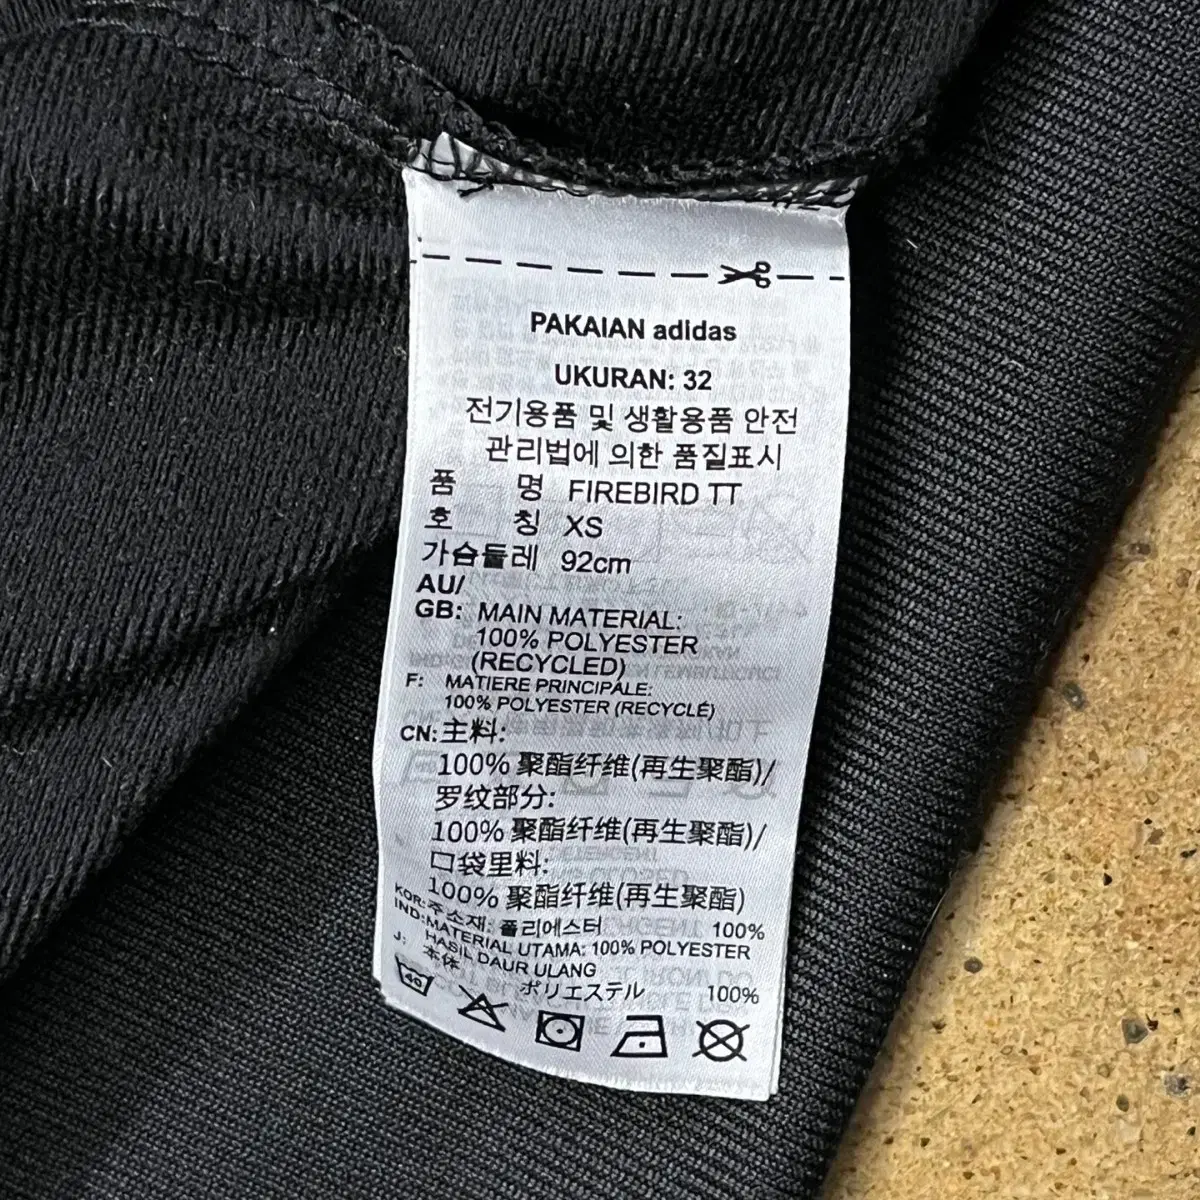 PAKAIAN adidas
UKURAN: 32
전기용품 및 생활용품 안전
관리법에 의한 품질표시
품 명 FIREBIRD TT
호 칭 XS
가슴둘레 92cm
AU/
GB: MAIN MATERIAL:
100% POLYESTER
(RECYCLED)
F: MATIERE PRINCIPALE:
100% POLYESTER (RECYCLÉ)
CN: 主料:
100% 聚酯纤维(再生聚酯)/
罗纹部分:
100% 聚酯纤维(再生聚酯)/
口袋里料:
100% 聚酯纤维(再生聚酯)
KOR: 주소재: 폴리에스터 100%
IND: MATERIAL UTAMA: 100% POLYESTER
HASIL DAUR ULANG
J: 本体
ポリエステル 100%
40